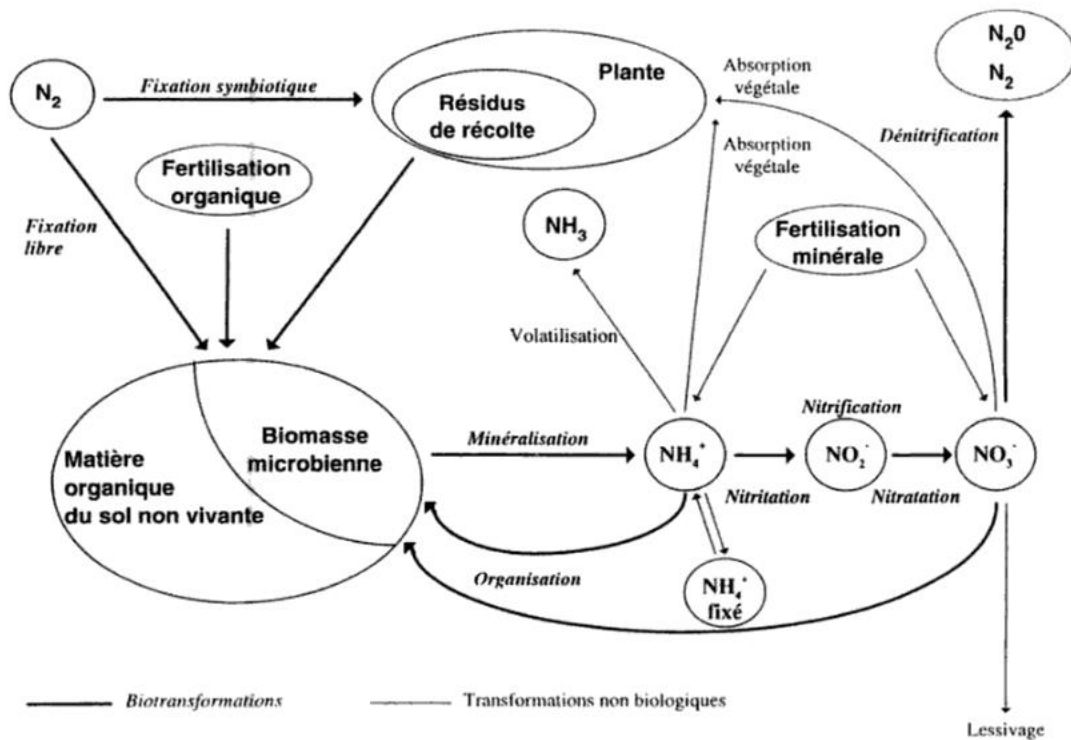 N₂
Fixation symbiotique
Plante
Résidus
de récolte
Absorption
végétale
N₂0
N₂
Absorption
végétale
Dénitrification
Fertilisation
organique
Fixation
libre
NH₃
Fertilisation
minérale
Volatilisation
Matière
organique
du sol non vivante
Biomasse
microbienne
Minéralisation
NH₄⁺
Nitrification
NO₂⁻
NO₃⁻
Nitritation
Nitratation
Organisation
NH₄⁺
fixé
Biotransformations
Transformations non biologiques
Lessivage